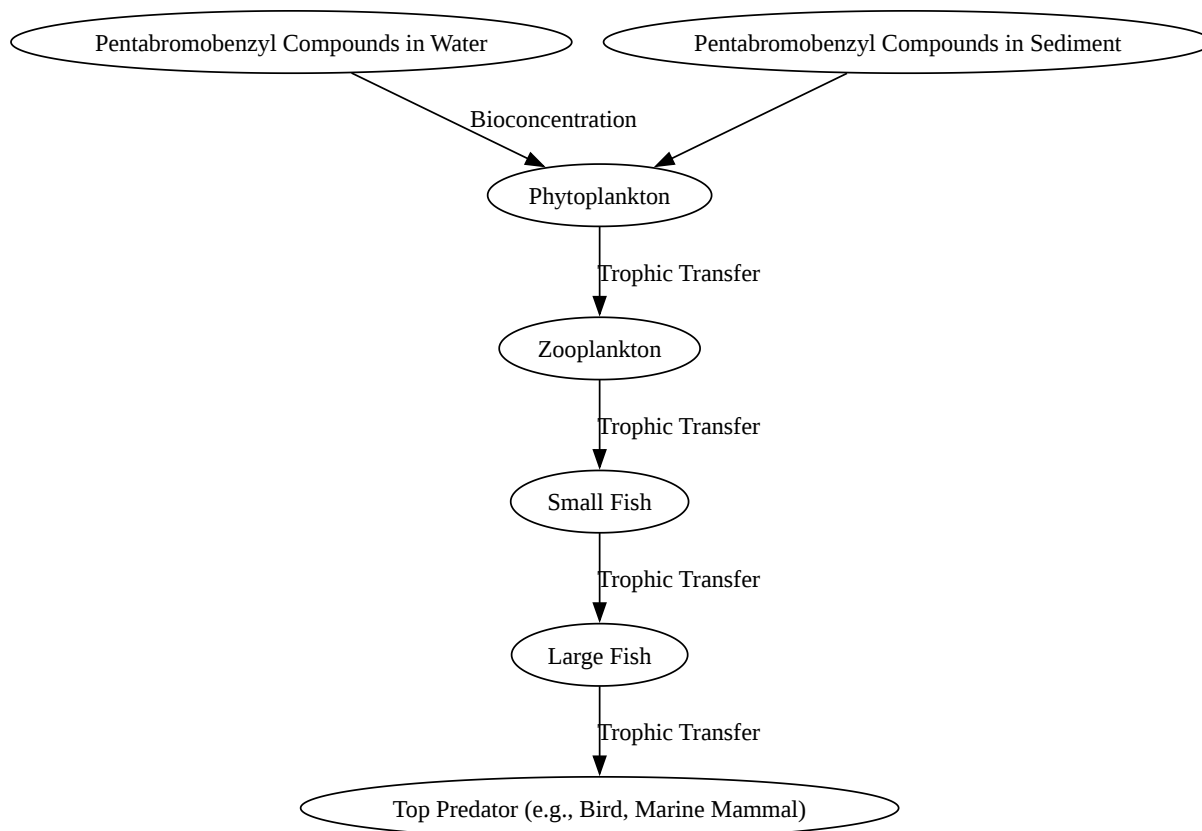 Pentabromobenzyl Compounds in Water
Pentabromobenzyl Compounds in Sediment
Bioconcentration
Phytoplankton
Trophic Transfer
Zooplankton
Trophic Transfer
Small Fish
Trophic Transfer
Large Fish
Trophic Transfer
Top Predator (e.g., Bird, Marine Mammal)